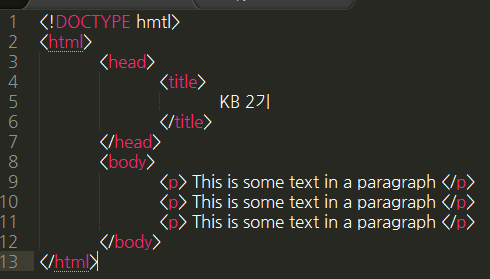 1 <!DOCTYPE hmtl>
2 <html>
3 <head>
4 <title>
5 KB 2기
6 </title>
7 </head>
8 <body>
9 <p> This is some text in a paragraph </p>
10 <p> This is some text in a paragraph </p>
11 <p> This is some text in a paragraph </p>
12 </body>
13 </html>